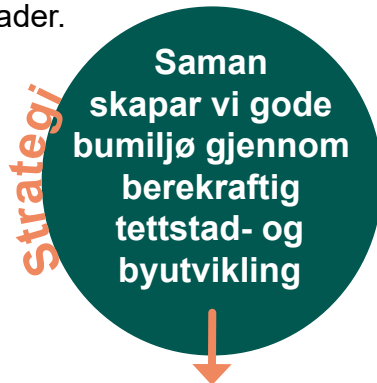 ader.
Strategi
Saman
skapar vi gode
bumiljø gjennom
berekraftig
tettstad- og
byutvikling